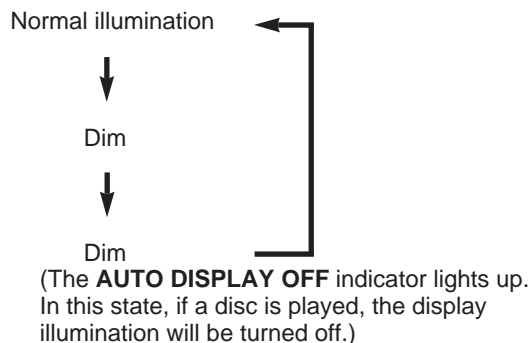 Normal illumination
Dim
Dim
(The AUTO DISPLAY OFF indicator lights up.
In this state, if a disc is played, the display
illumination will be turned off.)